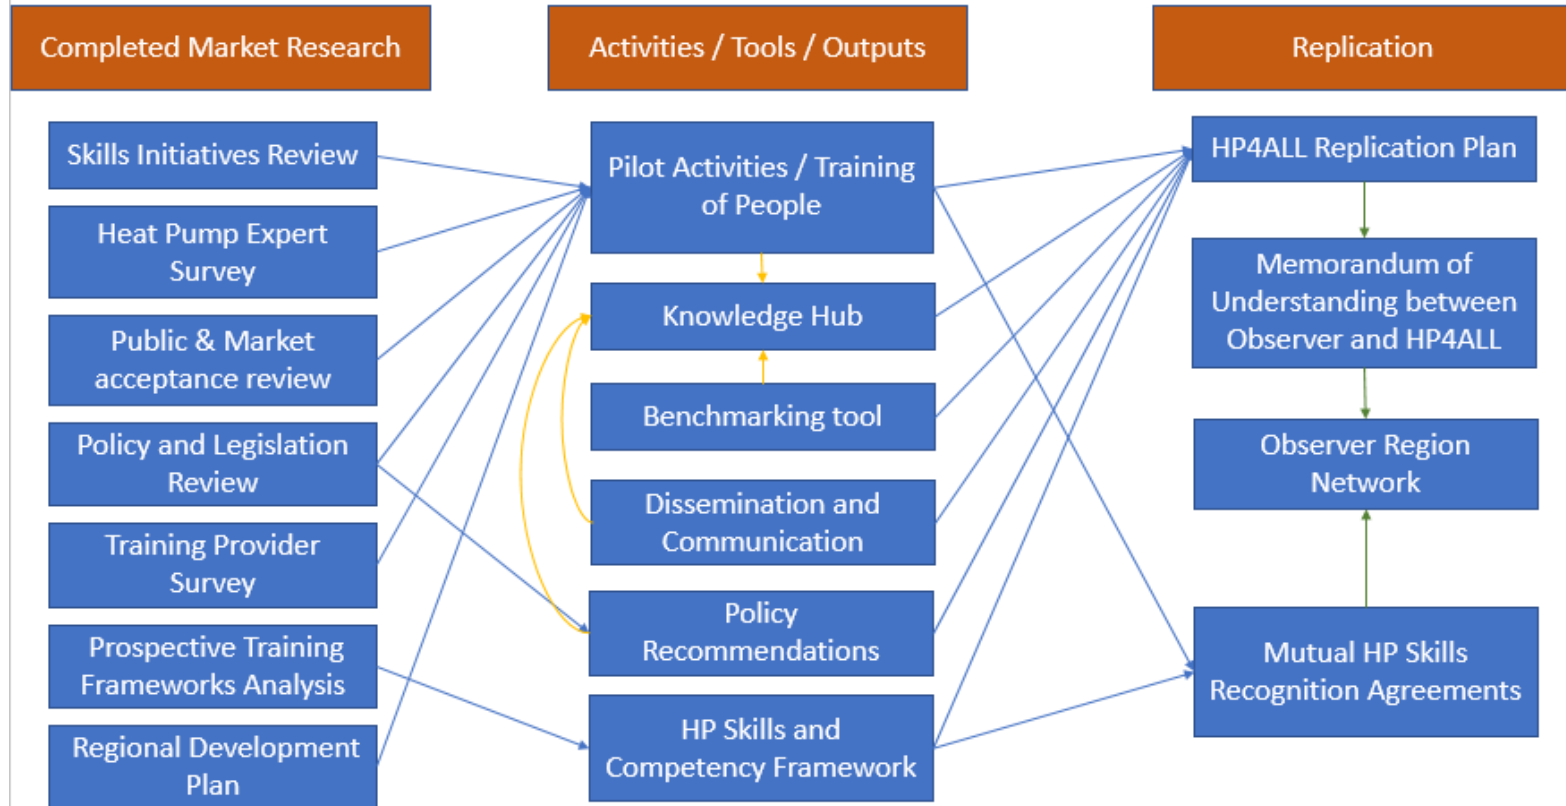 Completed Market Research
Activities / Tools / Outputs
Replication
Skills Initiatives Review
Heat Pump Expert
Survey
Public & Market
acceptance review
Policy and Legislation
Review
Training Provider
Survey
Prospective Training
Frameworks Analysis
Regional Development
Plan
Pilot Activities / Training
of People
Knowledge Hub
Benchmarking tool
Dissemination and
Communication
Policy
Recommendations
HP Skills and
Competency Framework
HP4ALL Replication Plan
Memorandum of
Understanding between
Observer and HP4ALL
Observer Region
Network
Mutual HP Skills
Recognition Agreements